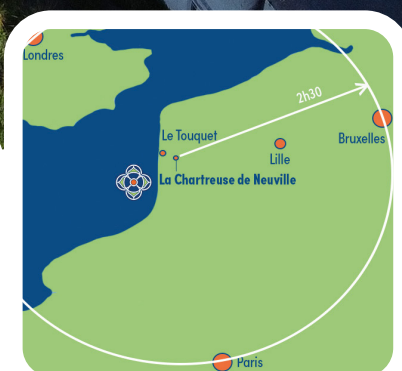 Londres
2h30
Le Touquet
Bruxelles
Lille
La Chartreuse de Neuville
Paris